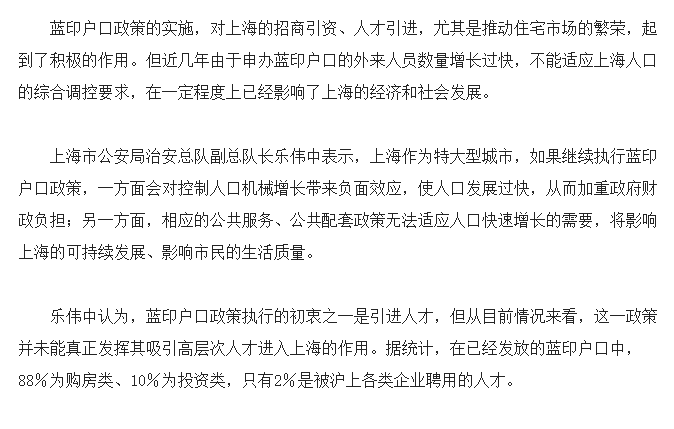 蓝印户口政策的实施，对上海的招商引资、人才引进，尤其是推动住宅市场的繁荣，起
到了积极的作用。但近几年由于申办蓝印户口的外来人员数量增长过快，不能适应上海人口
的综合调控要求，在一定程度上已经影响了上海的经济和社会发展。
上海市公安局治安总队副总队长乐伟中表示，上海作为特大型城市，如果继续执行蓝印
户口政策，一方面会对控制人口机械增长带来负面效应，使人口发展过快，从而加重政府财
政负担；另一方面，相应的公共服务、公共配套政策无法适应人口快速增长的需要，将影响
上海的可持续发展、影响市民的生活质量。
乐伟中认为，蓝印户口政策执行的初衷之一是引进人才，但从目前情况来看，这一政策
并未能真正发挥其吸引高层次人才进入上海的作用。据统计，在已经发放的蓝印户口中，
88％为购房类、10％为投资类，只有2％是被沪上各类企业聘用的人才。